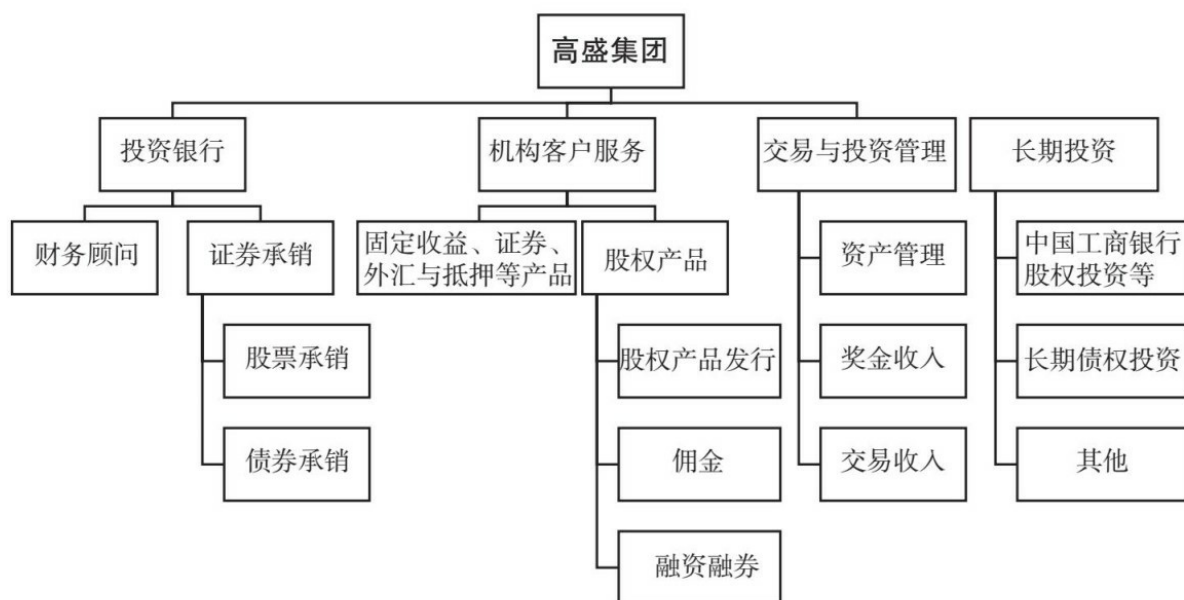 高盛集团
投资银行
机构客户服务
交易与投资管理
长期投资
财务顾问
证券承销
固定收益、证券、
外汇与抵押等产品
股权产品
资产管理
中国工商银行
股权投资等
股票承销
股权产品发行
奖金收入
长期债权投资
债券承销
佣金
交易收入
其他
融资融券